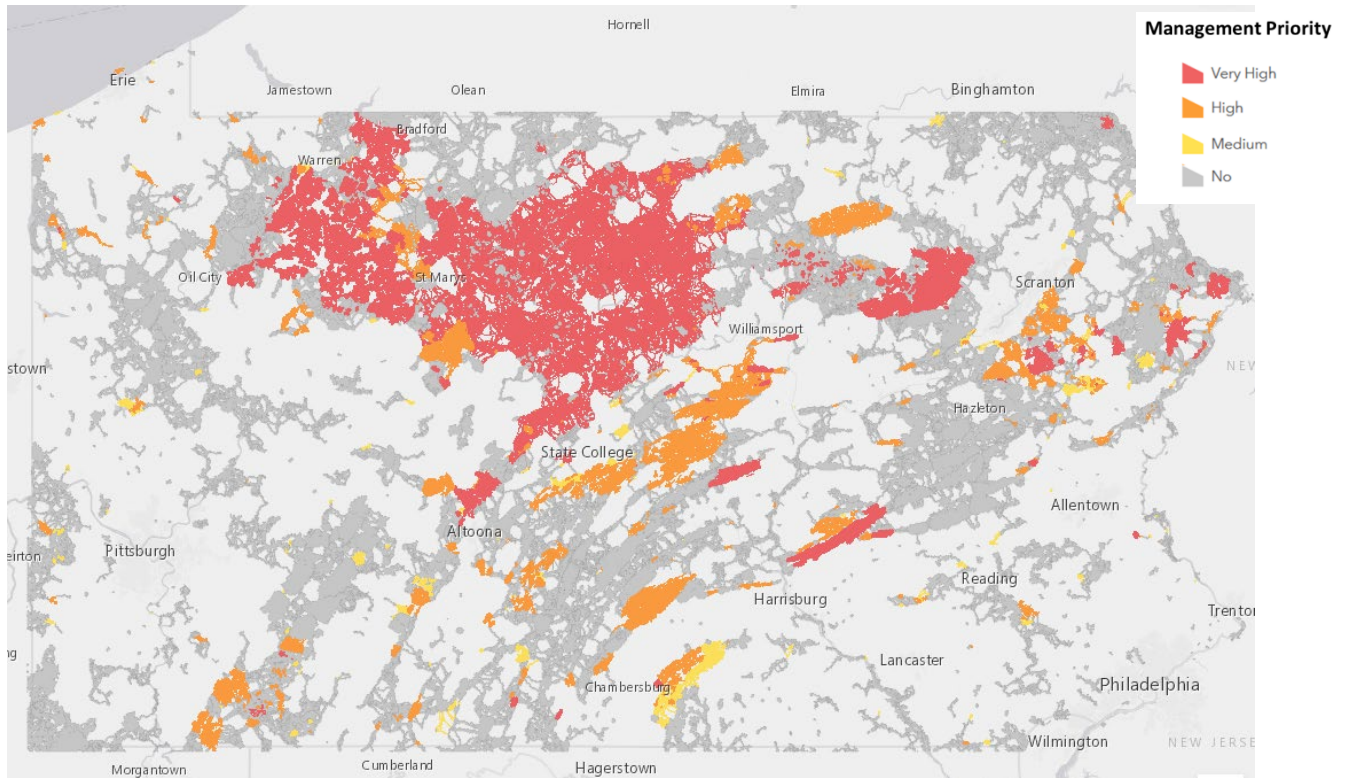 Hornell
Management Priority
Very High
High
Medium
No
Erie
Jamestown
Olean
Elmira
Binghamton
Bradford
Warren
Oil City
St Marys
Scranton
Williamsport
stown
NEW
Hazleton
State College
Allentown
Altoona
Pittsburgh
eirton
Reading
Harrisburg
Trenton
ng
Lancaster
Chambersburg
Philadelphia
Wilmington
NEW JERSE
Morgantown
Cumberland
Hagerstown